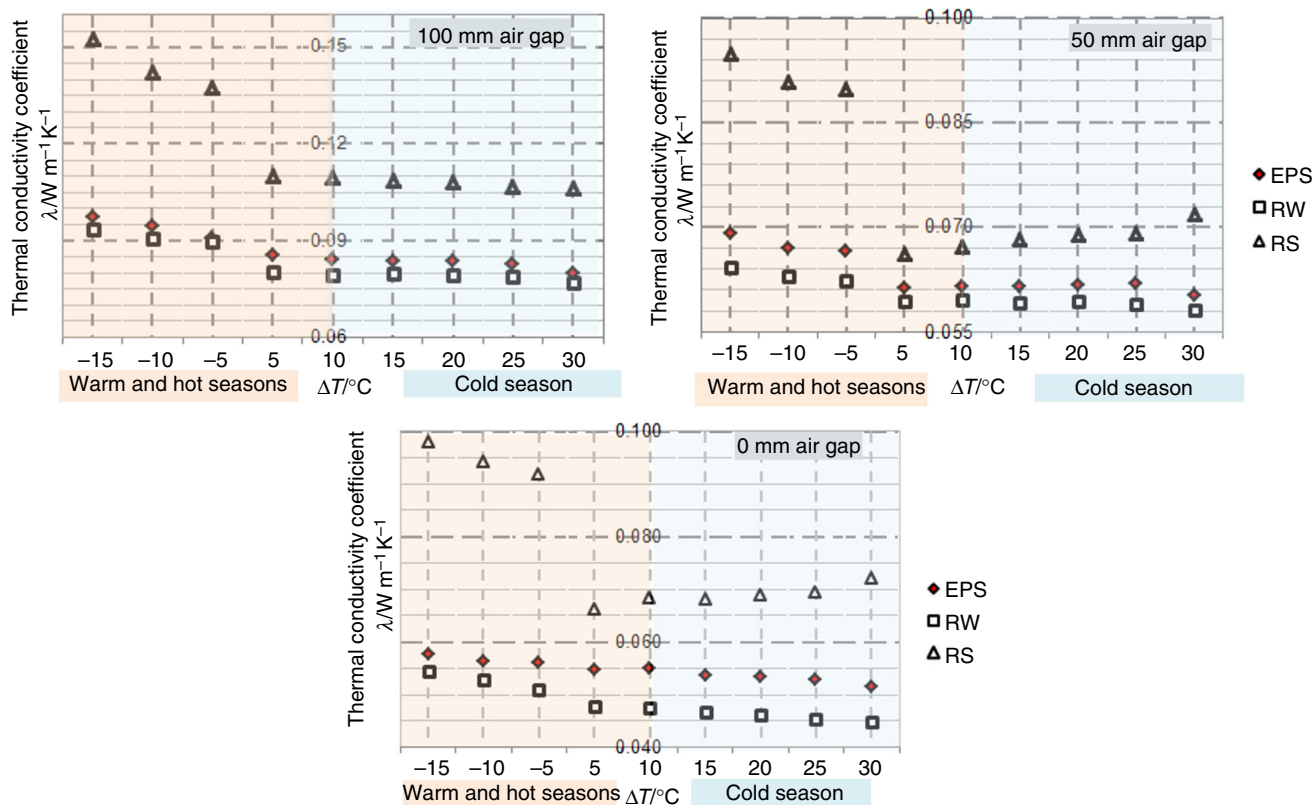 100 mm air gap
Thermal conductivity coefficient
λ/W m⁻¹K⁻¹
0.15
0.12
0.09
0.06
−15 −10 −5 5 10 15 20 25 30
Warm and hot seasons ΔT/°C Cold season
50 mm air gap
Thermal conductivity coefficient
λ/W m⁻¹K⁻¹
0.100
0.085
0.070
0.055
−15 −10 −5 5 10 15 20 25 30
Warm and hot seasons ΔT/°C Cold season
EPS
RW
RS
0 mm air gap
Thermal conductivity coefficient
λ/W m⁻¹K⁻¹
0.100
0.080
0.060
0.040
−15 −10 −5 5 10 15 20 25 30
Warm and hot seasons ΔT/°C Cold season
EPS
RW
RS